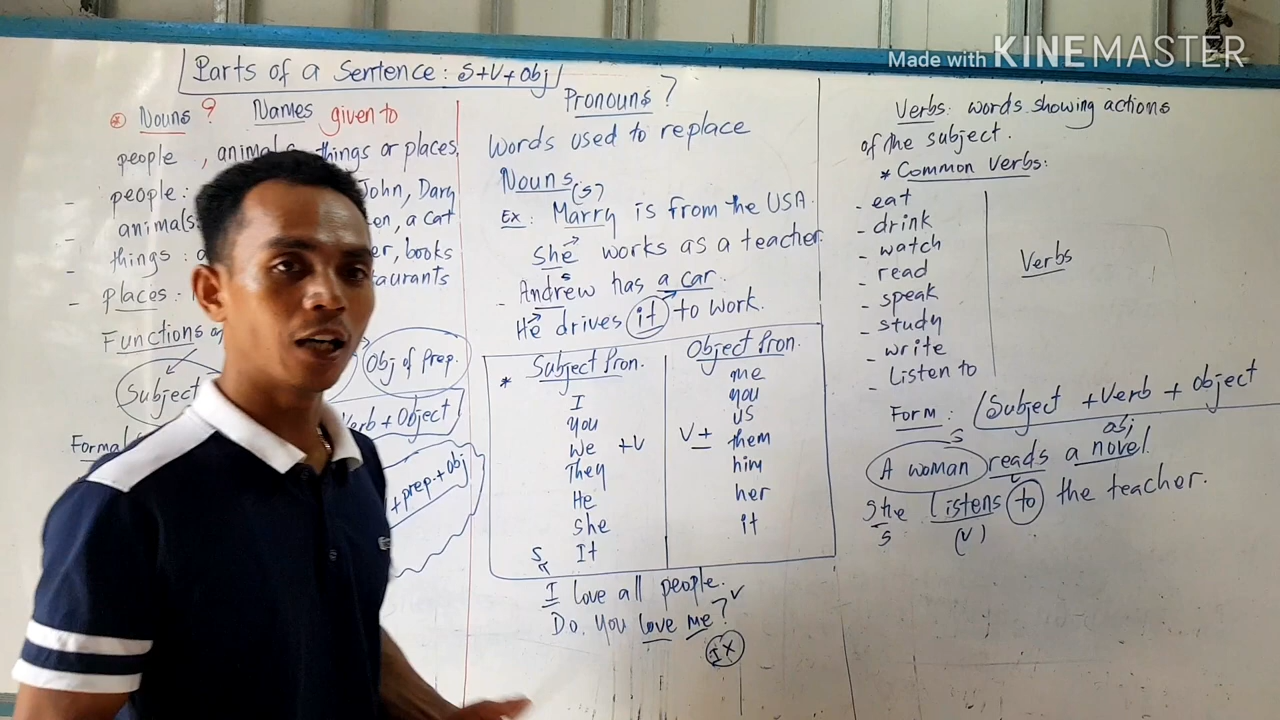 Made with KINEMASTER
Parts of a Sentence: S+V+Obj
* Nouns ? Names given to
people, animals, things or places.
- people: John, Dary
- animals: a cat
- things: books
- Places:
Functions
Subject
Obj of Prep.
Verb + Object
+ prep. + Obj
Pronouns ?
Words used to replace
Nouns.
(S)
Ex: Marry is from the USA.
She works as a teacher.
S
- Andrew has a car.
He drives it to work.
* Subject Pron.
I
You
We +V
They
He
She
It
Object Pron.
me
you
us
V+ them
him
her
it
S
I love all people.
Do you love me?
I X
Verbs: words showing actions
of the subject.
* Common Verbs:
- eat
- drink
- watch
- read
- speak
- study
- write
- Listen to
Verbs
Form: Subject + Verb + Object
S obj
A woman reads a novel.
V
She Listens to the teacher.
S (V)